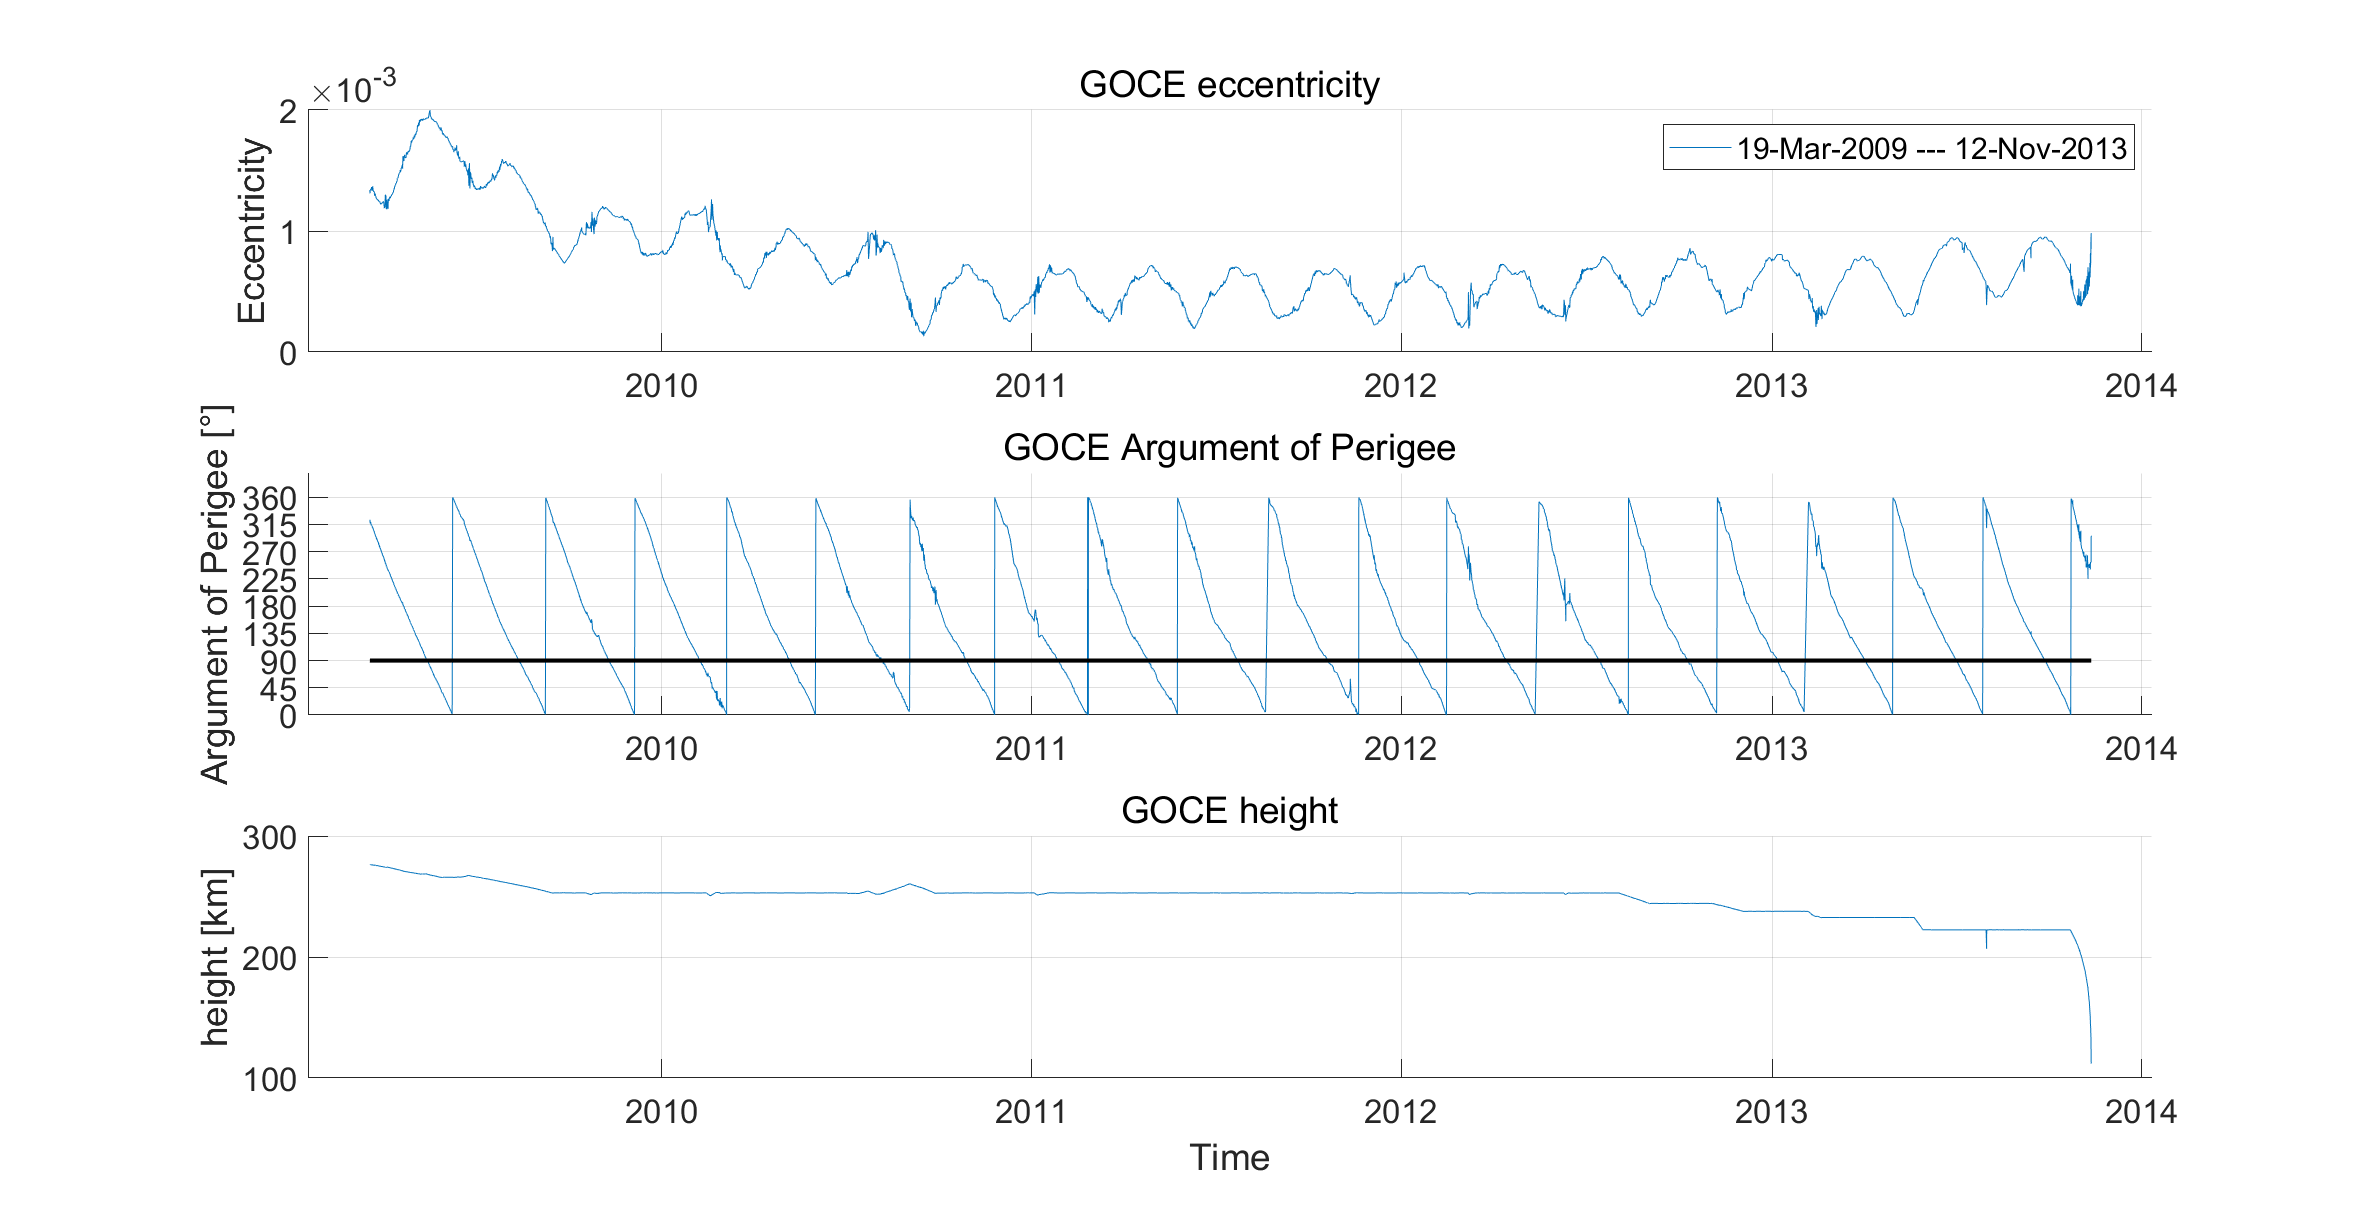 GOCE eccentricity
×10-3
Eccentricity
2
1
0
19-Mar-2009 --- 12-Nov-2013
2010 2011 2012 2013 2014
GOCE Argument of Perigee
Argument of Perigee [°]
360
315
270
225
180
135
90
45
0
2010 2011 2012 2013 2014
GOCE height
height [km]
300
200
100
2010 2011 2012 2013 2014
Time